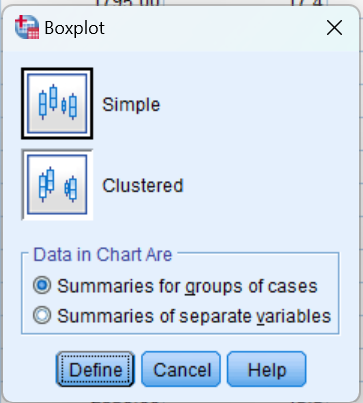 Boxplot
Simple
Clustered
Data in Chart Are
Summaries for groups of cases
Summaries of separate variables
Define Cancel Help